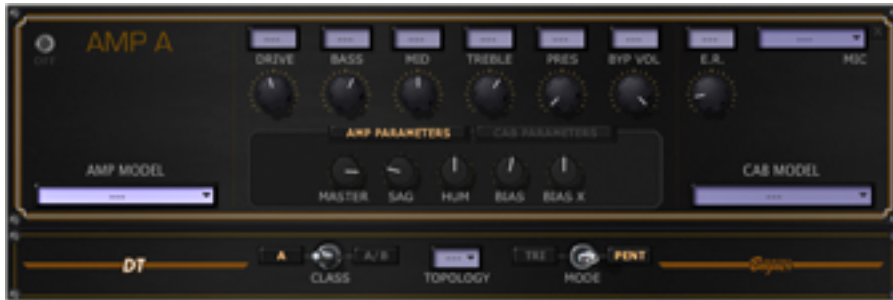 AMP A
OFF
--- --- --- --- --- --- --- ---
DRIVE BASS MID TREBLE PRES BYP VOL E.R. MIC
AMP PARAMETERS CAB PARAMETERS
AMP MODEL
---
MASTER SAG HUM BIAS BIAS X
CAB MODEL
---
DT
A A/B
CLASS
---
TOPOLOGY
TRI PENT
MODE